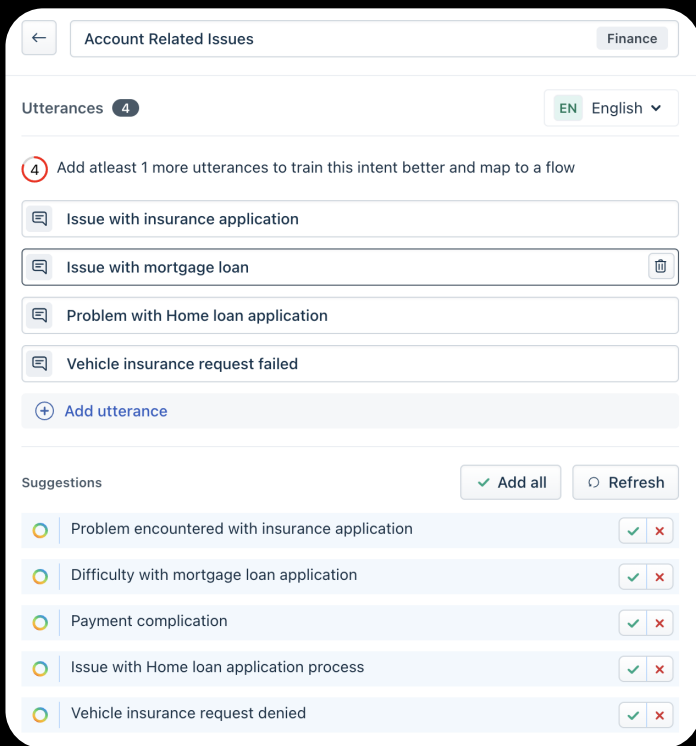 Account Related Issues Finance
Utterances 4 EN English
4 Add atleast 1 more utterances to train this intent better and map to a flow
Issue with insurance application
Issue with mortgage loan
Problem with Home loan application
Vehicle insurance request failed
Add utterance
Suggestions Add all Refresh
Problem encountered with insurance application
Difficulty with mortgage loan application
Payment complication
Issue with Home loan application process
Vehicle insurance request denied